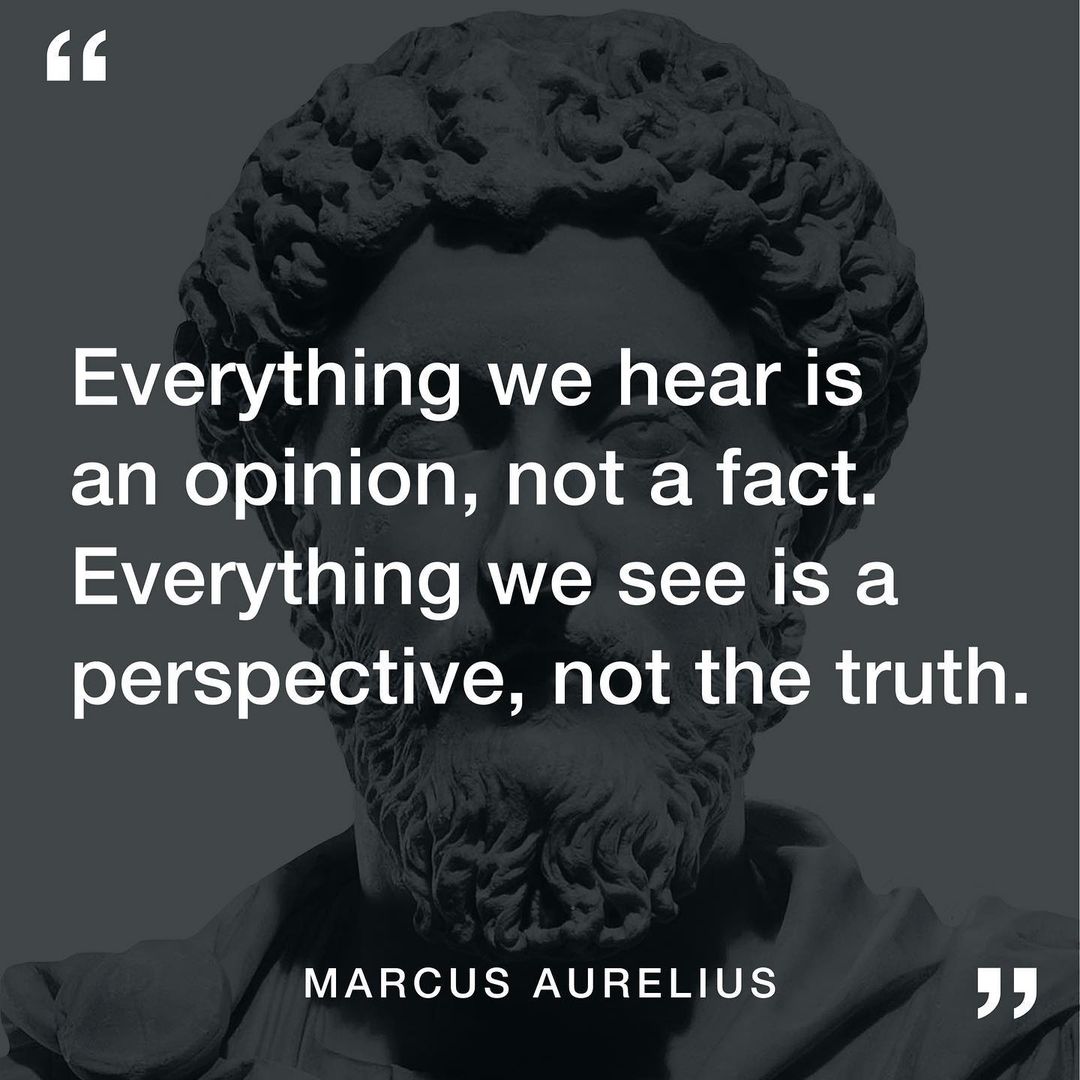 “
Everything we hear is
an opinion, not a fact.
Everything we see is a
perspective, not the truth.
MARCUS AURELIUS
”